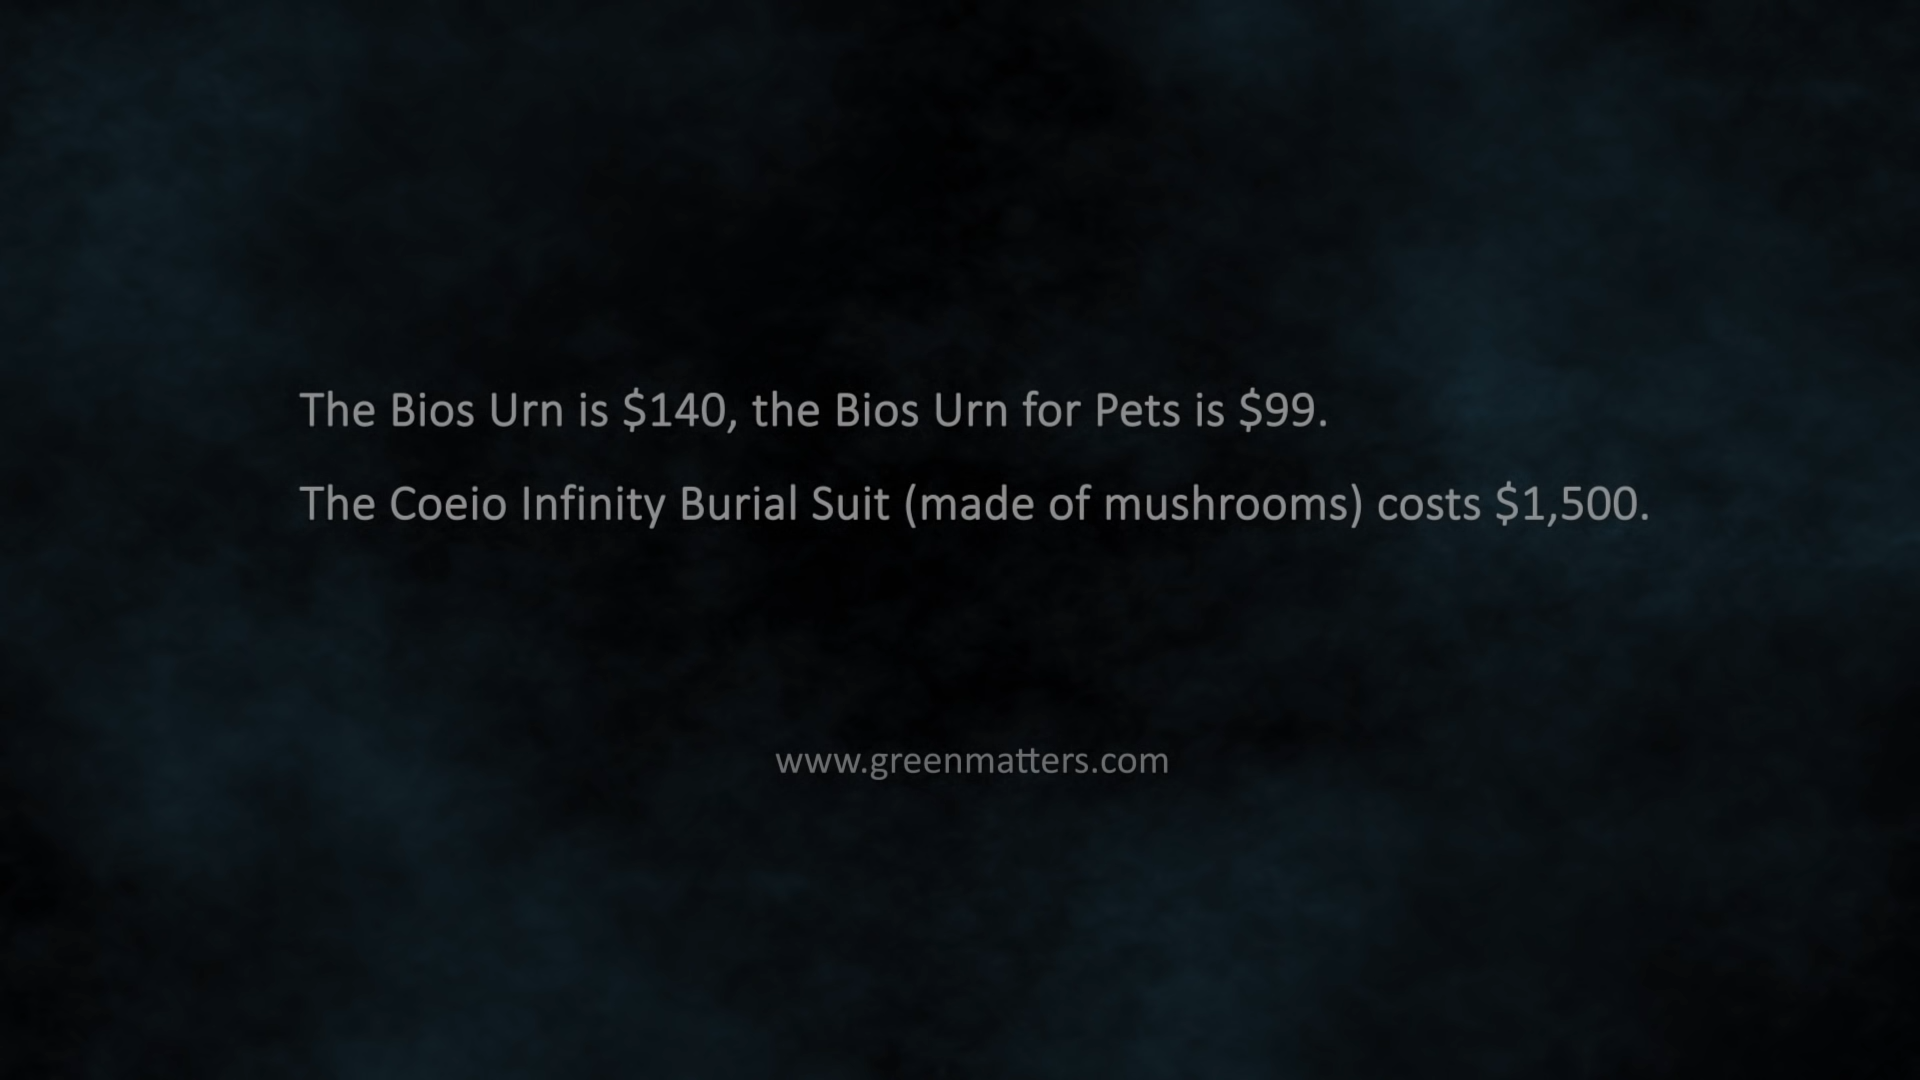 The Bios Urn is $140, the Bios Urn for Pets is $99.
The Coeio Infinity Burial Suit (made of mushrooms) costs $1,500.
www.greenmatters.com